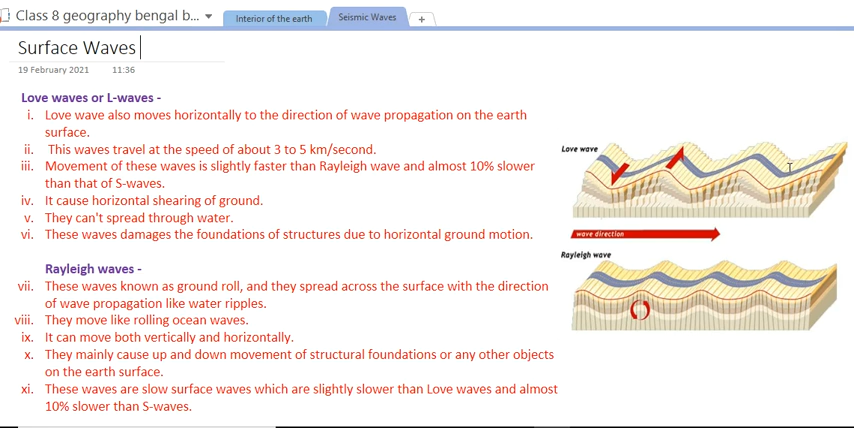 Class 8 geography bengal b...
Interior of the earth
Seismic Waves
+
Surface Waves
19 February 2021 11:36
Love waves or L-waves -
i. Love wave also moves horizontally to the direction of wave propagation on the earth
surface.
ii. This waves travel at the speed of about 3 to 5 km/second.
iii. Movement of these waves is slightly faster than Rayleigh wave and almost 10% slower
than that of S-waves.
iv. It cause horizontal shearing of ground.
v. They can't spread through water.
vi. These waves damages the foundations of structures due to horizontal ground motion.
Rayleigh waves -
vii. These waves known as ground roll, and they spread across the surface with the direction
of wave propagation like water ripples.
viii. They move like rolling ocean waves.
ix. It can move both vertically and horizontally.
x. They mainly cause up and down movement of structural foundations or any other objects
on the earth surface.
xi. These waves are slow surface waves which are slightly slower than Love waves and almost
10% slower than S-waves.
Love wave
wave direction
Rayleigh wave